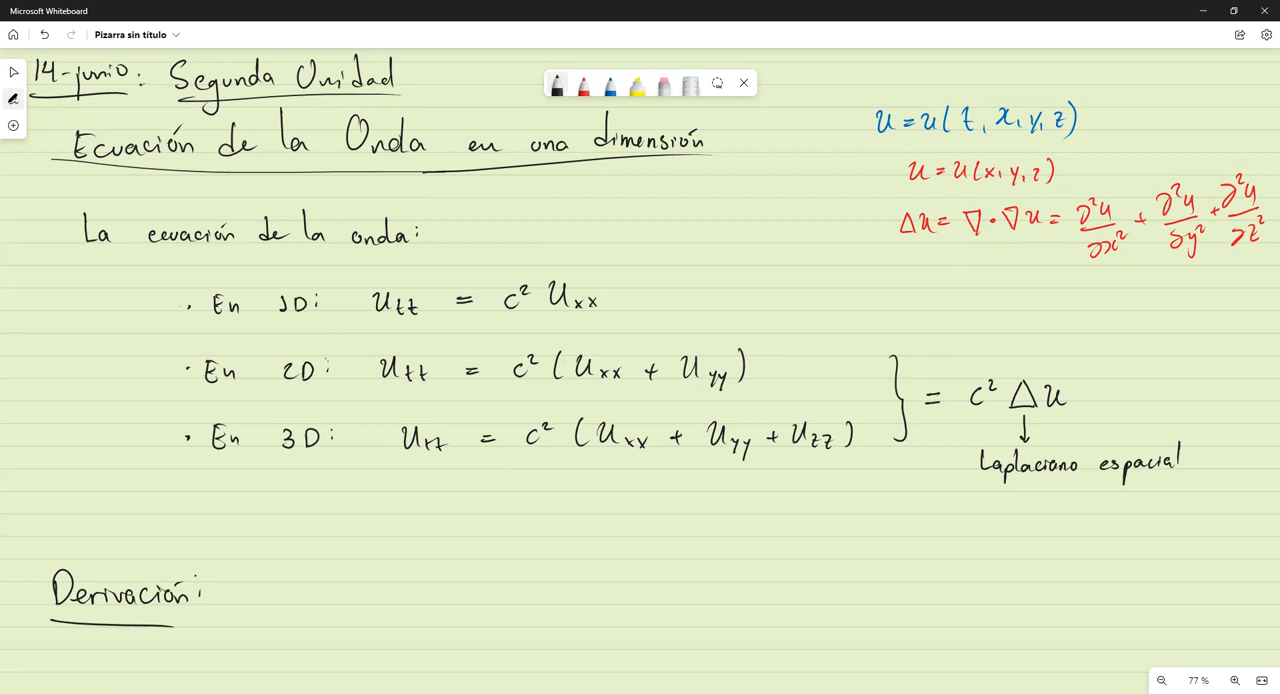 Microsoft Whiteboard
Pizarra sin título
14-junio: Segunda Unidad
Ecuación de la Onda en una dimensión
u = u(t, x, y, z)
u = u(x, y, z)
Δu = ∇·∇u = ∂²u/∂x² + ∂²u/∂y² + ∂²u/∂z²
La ecuación de la onda:
· En 1D: u_tt = c² u_xx
· En 2D: u_tt = c² (u_xx + u_yy)
· En 3D: u_tt = c² (u_xx + u_yy + u_zz)
} = c² Δu
↓
Laplaciano espacial
Derivación:
77 %